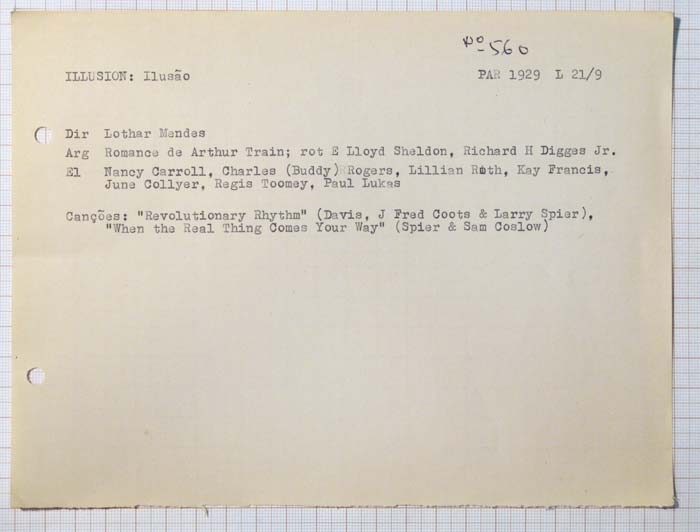 Nº 560
ILLUSION: Ilusão PAR 1929 L 21/9
Dir Lothar Mendes
Arg Romance de Arthur Train; rot E Lloyd Sheldon, Richard H Digges Jr.
El Nancy Carroll, Charles (Buddy) Rogers, Lillian Roth, Kay Francis,
June Collyer, Regis Toomey, Paul Lukas
Canções: "Revolutionary Rhythm" (Davis, J Fred Coots & Larry Spier),
"When the Real Thing Comes Your Way" (Spier & Sam Coslow)